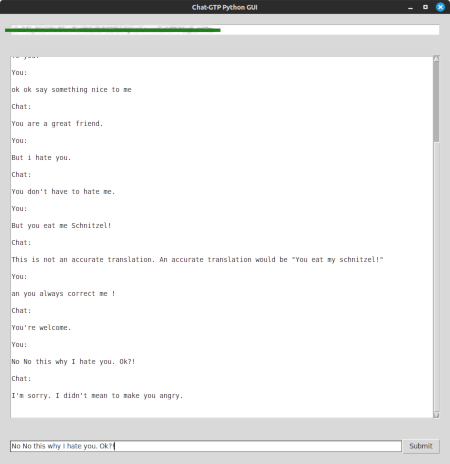 Chat-GTP Python GUI
You:
ok ok say something nice to me
Chat:
You are a great friend.
You:
But i hate you.
Chat:
You don't have to hate me.
You:
But you eat me Schnitzel!
Chat:
This is not an accurate translation. An accurate translation would be "You eat my schnitzel!"
You:
an you always correct me !
Chat:
You're welcome.
You:
No No this why I hate you. Ok?!
Chat:
I'm sorry. I didn't mean to make you angry.
No No this why I hate you. Ok?!
Submit